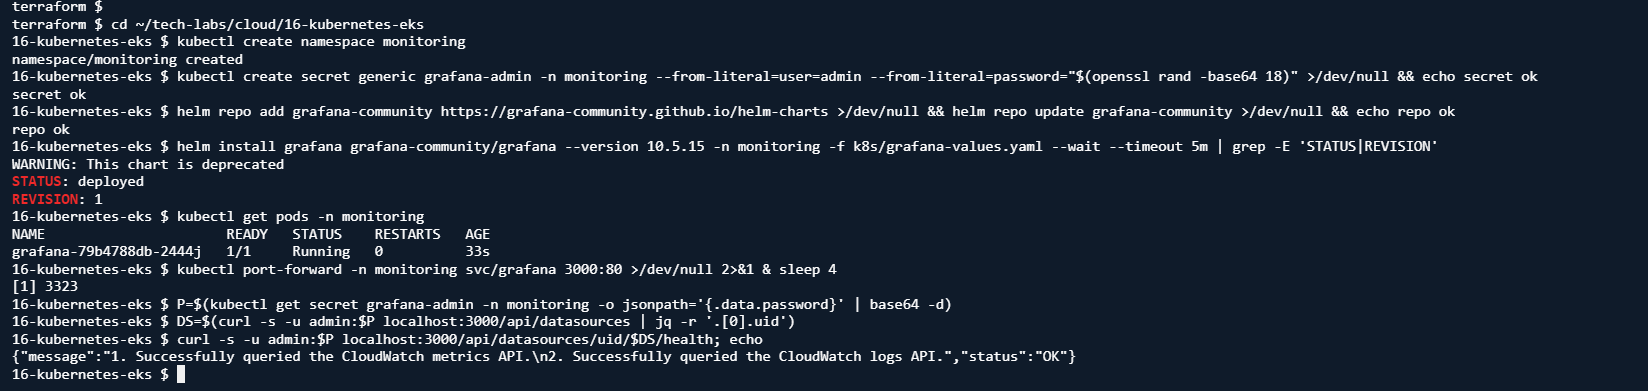 terraform $
terraform $ cd ~/tech-labs/cloud/16-kubernetes-eks
16-kubernetes-eks $ kubectl create namespace monitoring
namespace/monitoring created
16-kubernetes-eks $ kubectl create secret generic grafana-admin -n monitoring --from-literal=user=admin --from-literal=password="$(openssl rand -base64 18)" >/dev/null && echo secret ok
secret ok
16-kubernetes-eks $ helm repo add grafana-community https://grafana-community.github.io/helm-charts >/dev/null && helm repo update grafana-community >/dev/null && echo repo ok
repo ok
16-kubernetes-eks $ helm install grafana grafana-community/grafana --version 10.5.15 -n monitoring -f k8s/grafana-values.yaml --wait --timeout 5m | grep -E 'STATUS|REVISION'
WARNING: This chart is deprecated
STATUS: deployed
REVISION: 1
16-kubernetes-eks $ kubectl get pods -n monitoring
NAME                       READY   STATUS    RESTARTS   AGE
grafana-79b4788db-2444j   1/1     Running   0          33s
16-kubernetes-eks $ kubectl port-forward -n monitoring svc/grafana 3000:80 >/dev/null 2>&1 & sleep 4
[1] 3323
16-kubernetes-eks $ P=$(kubectl get secret grafana-admin -n monitoring -o jsonpath='{.data.password}' | base64 -d)
16-kubernetes-eks $ DS=$(curl -s -u admin:$P localhost:3000/api/datasources | jq -r '.[0].uid')
16-kubernetes-eks $ curl -s -u admin:$P localhost:3000/api/datasources/uid/$DS/health; echo
{"message":"1. Successfully queried the CloudWatch metrics API.\n2. Successfully queried the CloudWatch logs API.","status":"OK"}
16-kubernetes-eks $